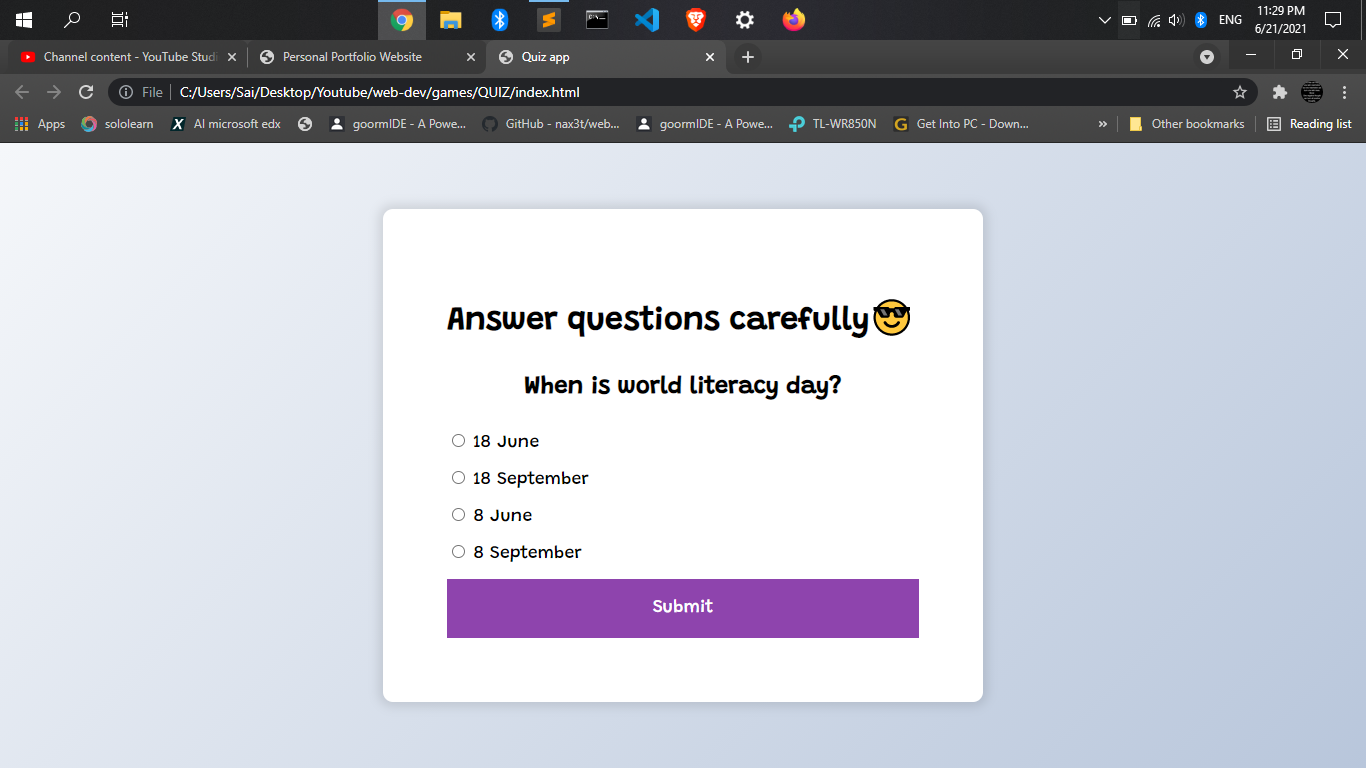 ENG
11:29 PM
6/21/2021
Channel content - YouTube Studi
Personal Portfolio Website
Quiz app
File
C:/Users/Sai/Desktop/Youtube/web-dev/games/QUIZ/index.html
Apps
sololearn
AI microsoft edx
goormIDE - A Powe...
GitHub - nax3t/web...
goormIDE - A Powe...
TL-WR850N
Get Into PC - Down...
»
Other bookmarks
Reading list
Answer questions carefully😎
When is world literacy day?
18 June
18 September
8 June
8 September
Submit